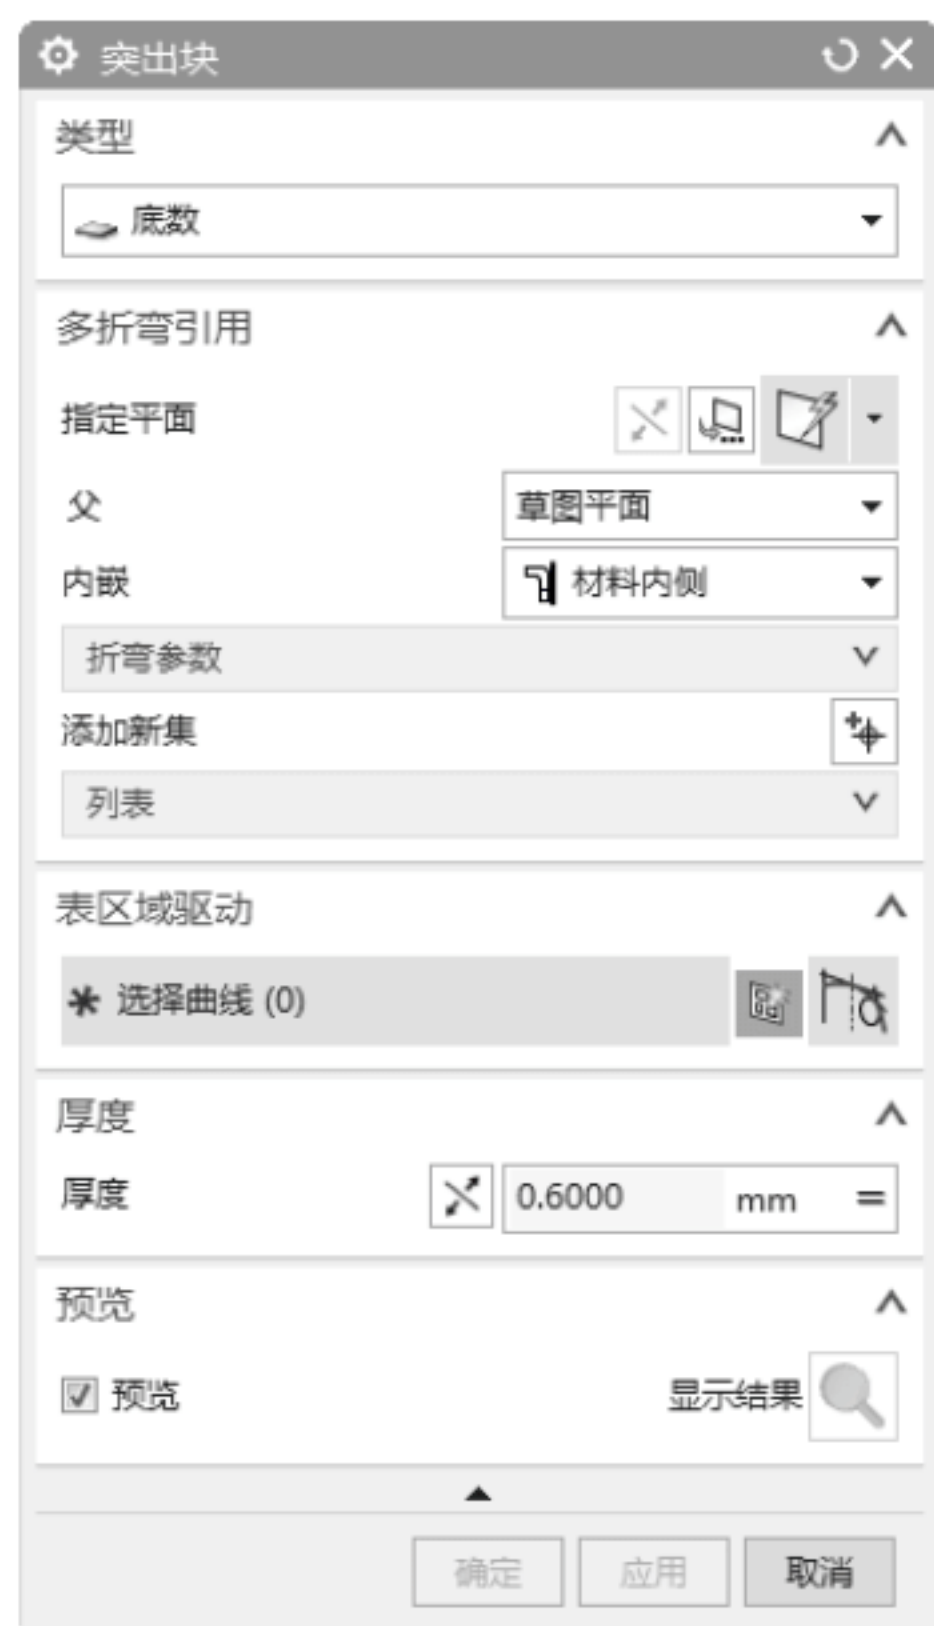 突出块
类型
底数
多折弯引用
指定平面
父 草图平面
内嵌 材料内侧
折弯参数
添加新集
列表
表区域驱动
* 选择曲线 (0)
厚度
厚度 0.6000 mm =
预览
预览 显示结果
确定 应用 取消